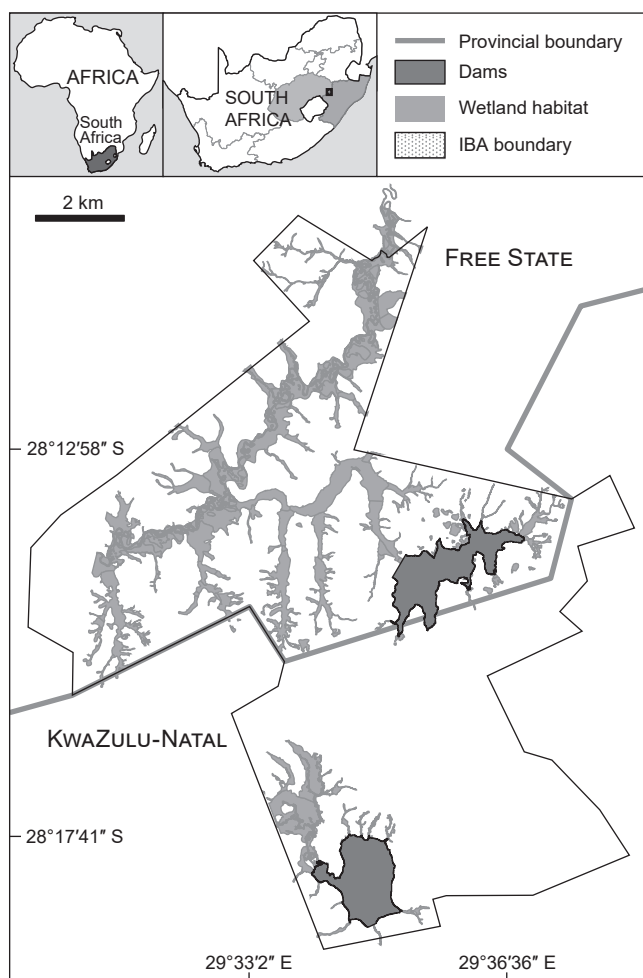 AFRICA
South
Africa
SOUTH
AFRICA
Provincial boundary
Dams
Wetland habitat
IBA boundary
2 km
FREE STATE
28°12′58″ S
KWAZULU-NATAL
28°17′41″ S
29°33′2″ E
29°36′36″ E